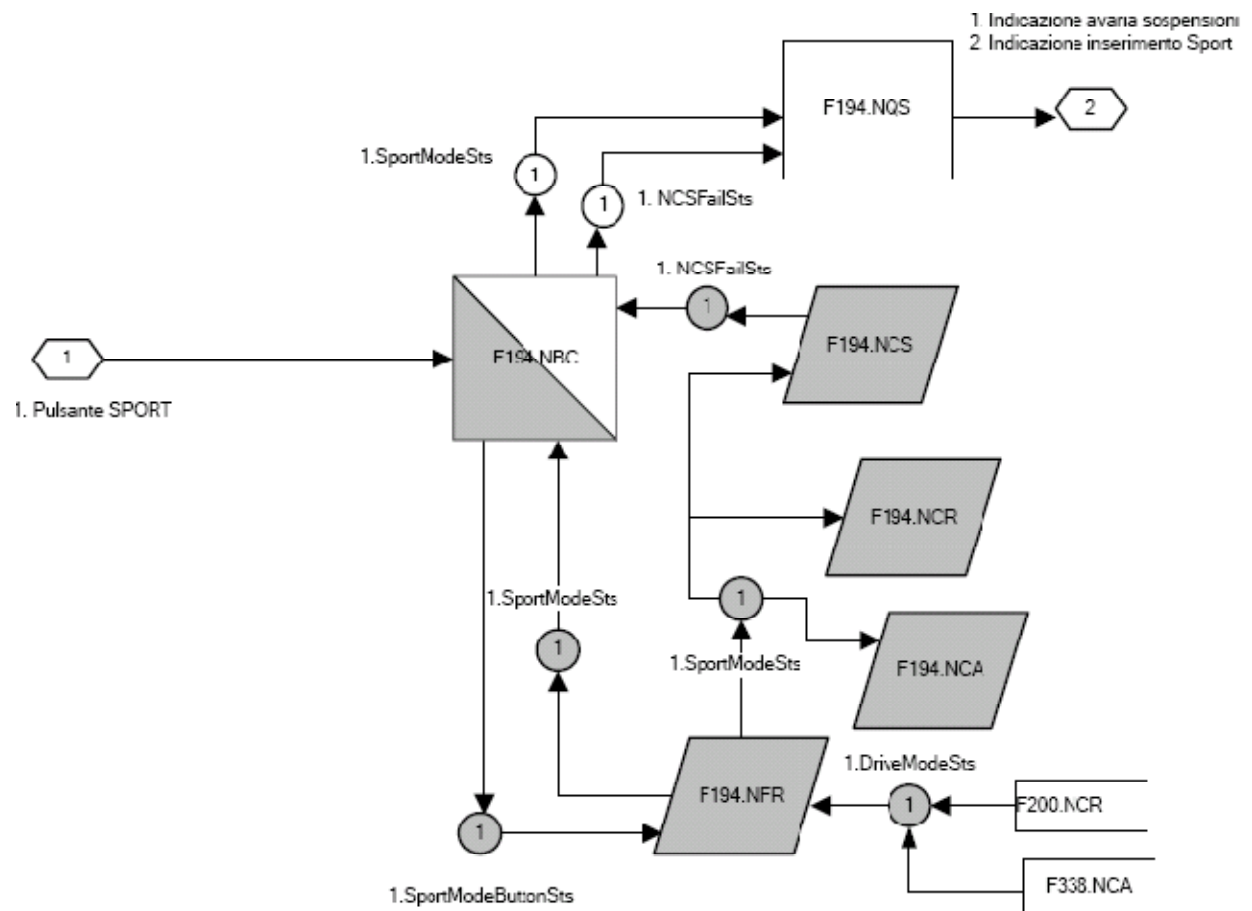 1. Indicazione avaria sospensioni
2. Indicazione inserimento Sport
F194.NQS
2
1.SportModeSts
1
1
1. NCSFailSts
1. NCSFailSts
1
F194.NCS
F194.NBC
1
1. Pulsante SPORT
F194.NCR
1.SportModeSts
1
1
1.SportModeSts
F194.NCA
1.DriveModeSts
F194.NFR
1
F200.NCR
1
F338.NCA
1.SportModeButtonSts